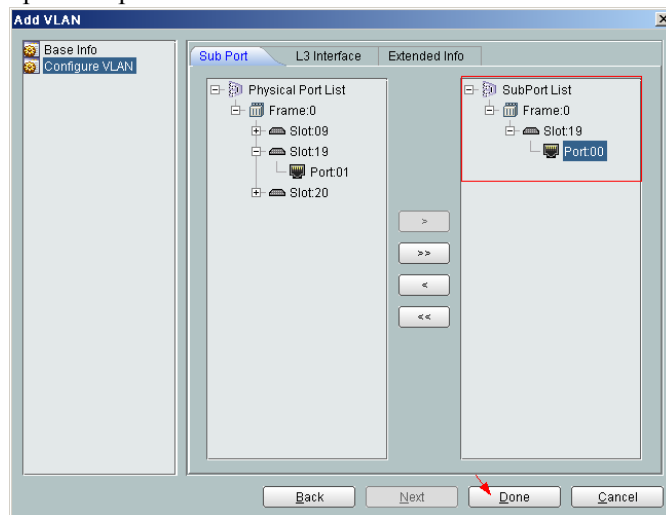 Add VLAN
Base Info
Configure VLAN
Sub Port
L3 Interface
Extended Info
Physical Port List
Frame:0
Slot:09
Slot:19
Port:01
Slot:20
>
>>
<
<<
SubPort List
Frame:0
Slot:19
Port:00
Back
Next
Done
Cancel